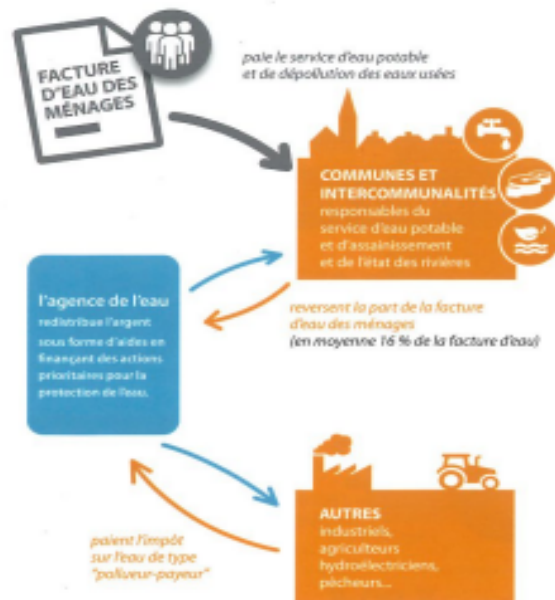 FACTURE
D'EAU DES
MÉNAGES
paie le service d'eau potable
et de dépollution des eaux usées
COMMUNES ET
INTERCOMMUNALITÉS
responsables du
service d'eau potable
et d'assainissement
et de l'état des rivières
l'agence de l'eau
redistribue l'argent
sous forme d'aides en
finançant des actions
prioritaires pour la
protection de l'eau.
reversent la part de la facture
d'eau des ménages
(en moyenne 16 % de la facture d'eau)
AUTRES
industriels,
agriculteurs
hydroélectriciens,
pêcheurs...
paient l'impôt
sur l'eau de type
"pollueur-payeur"